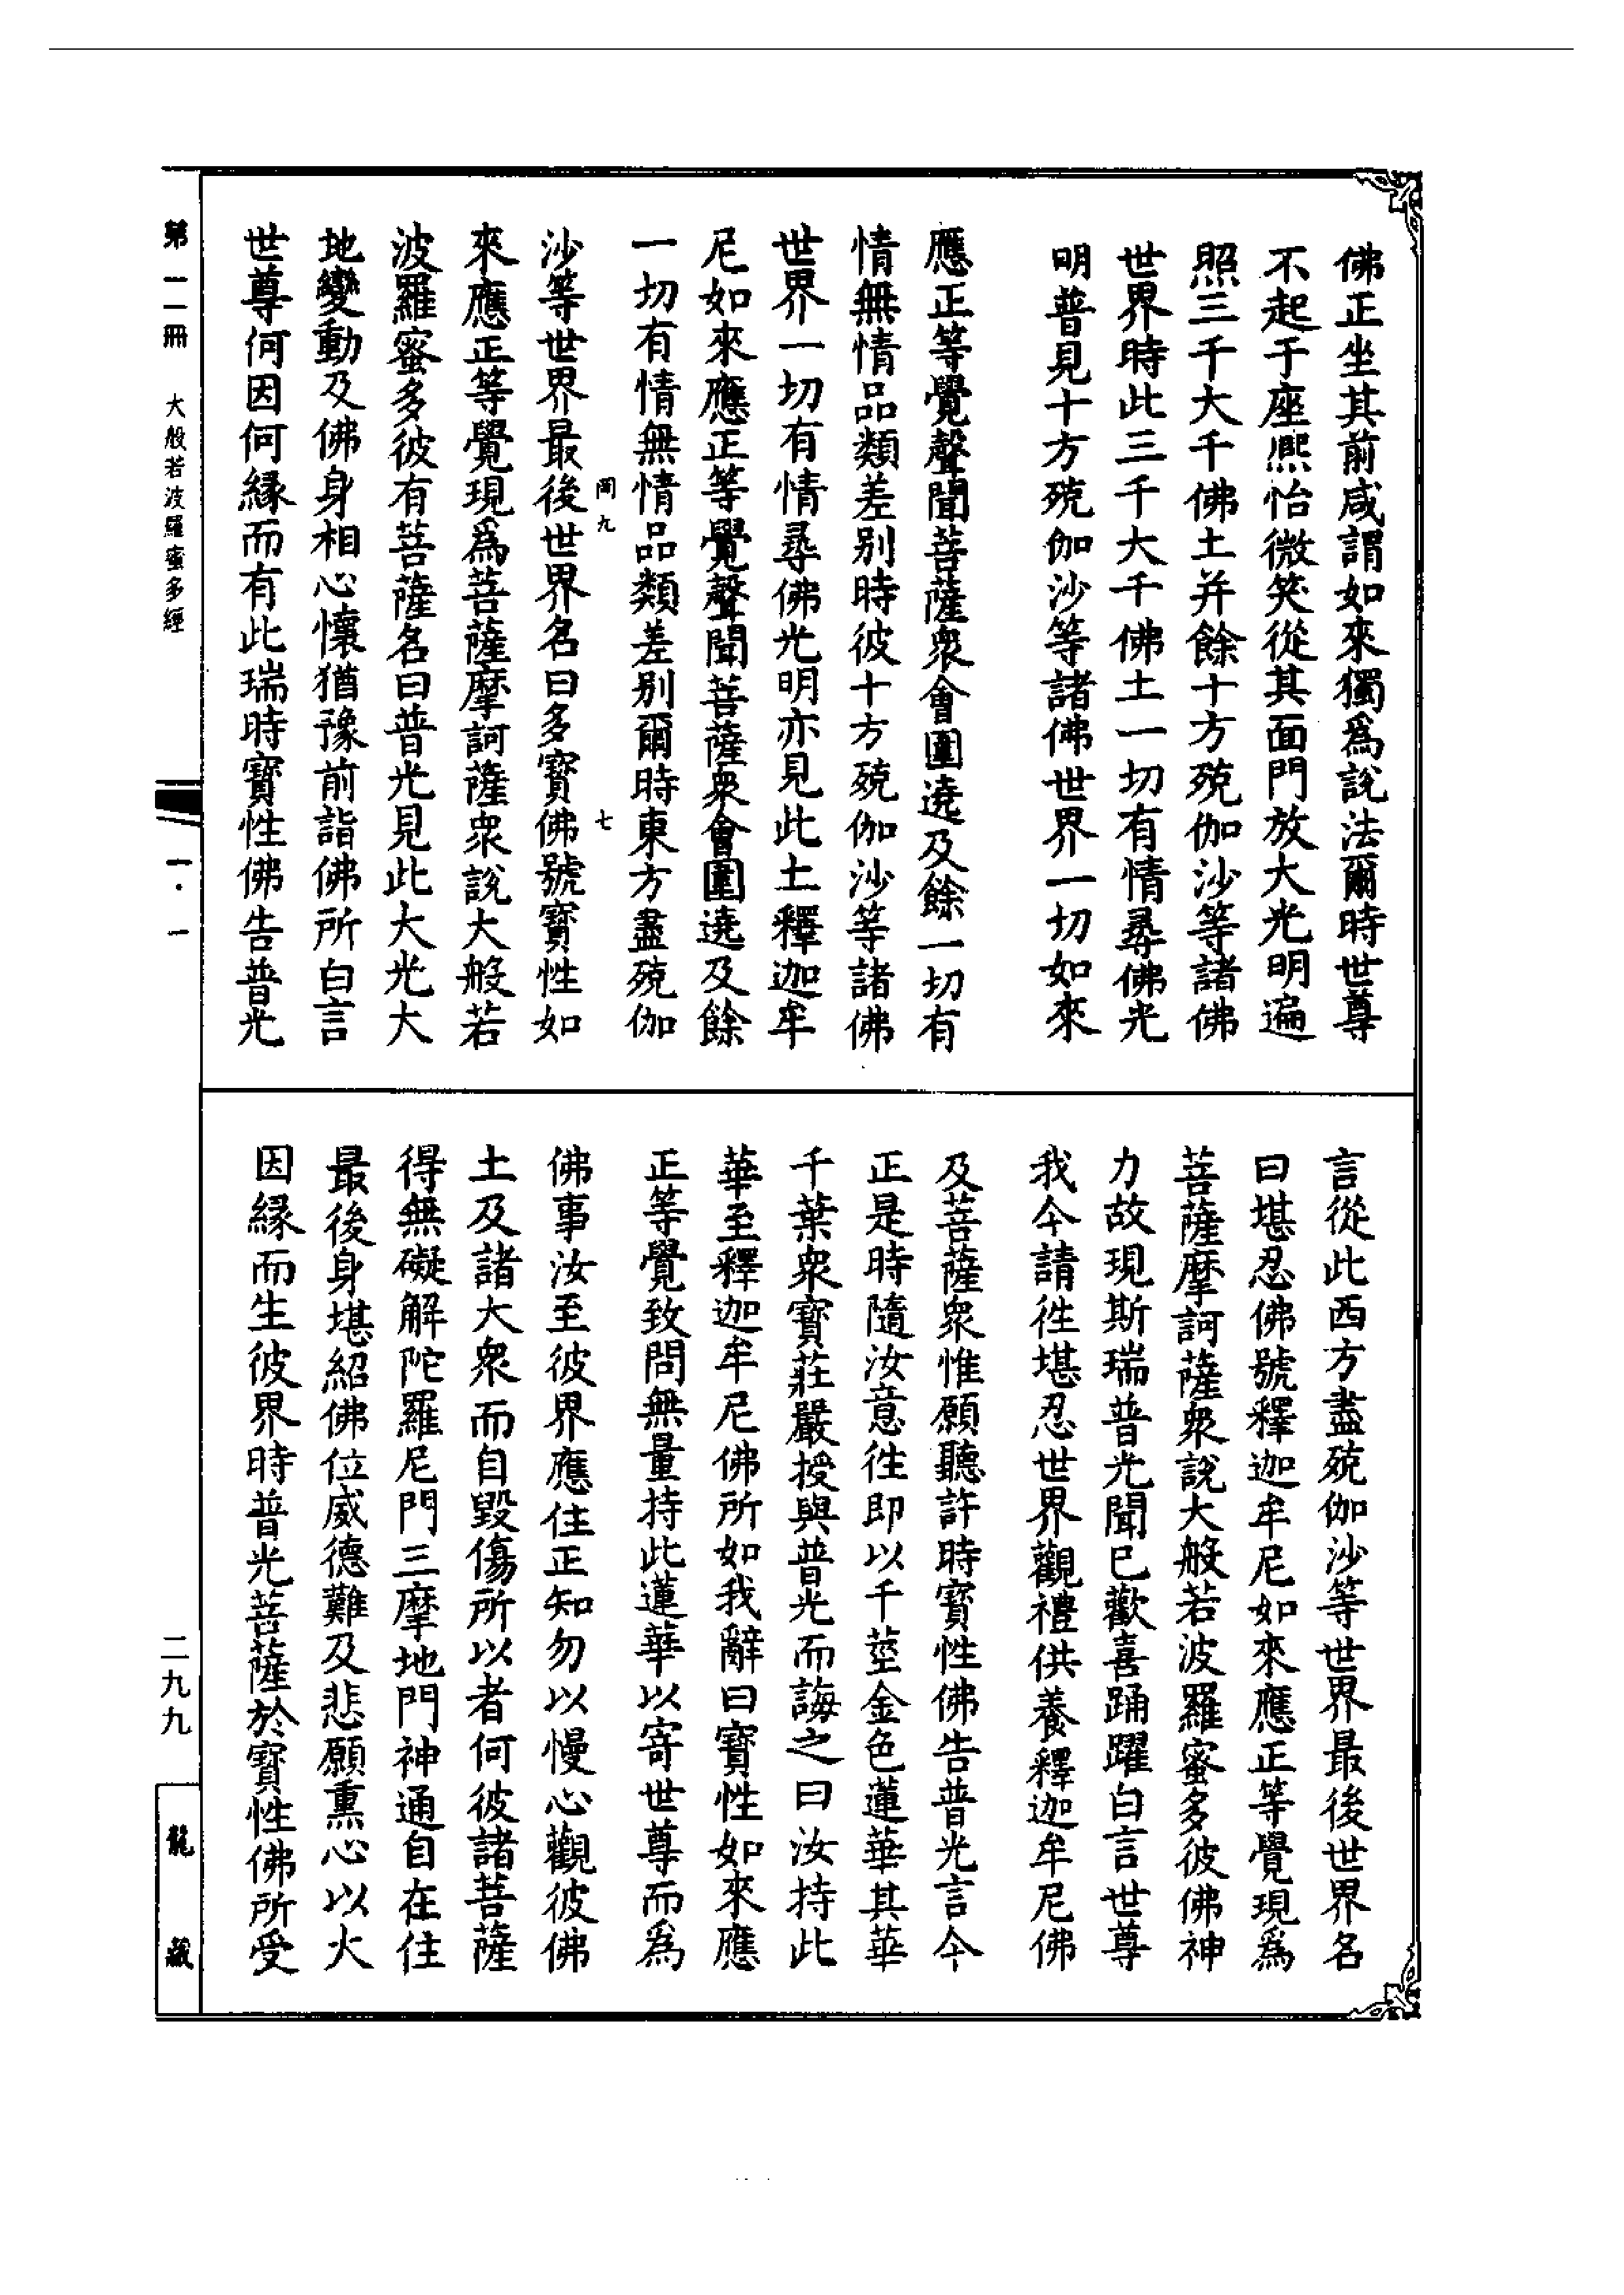 佛正坐其前咸謂如來獨爲說法爾時世尊
不起于座熈怡微笑從其面門放大光明遍
照三千大千佛土并餘十方殑伽沙等諸佛
世界時此三千大千佛土一切有情尋佛光
明普見十方殑伽沙等諸佛世界一切如來
應正等覺聲聞菩薩衆會圍遶及餘一切有
情無情品類差别時彼十方殑伽沙等諸佛
世界一切有情尋佛光明亦見此土釋迦牟
尼如來應正等覺聲聞菩薩衆會圍遶及餘
一切有情無情品類差别爾時東方盡殑伽
岡九 七
沙等世界最後世界名曰多寳佛號寳性如
來應正等覺現爲菩薩摩訶薩衆說大般若
波羅蜜多彼有菩薩名曰普光見此大光大
地變動及佛身相心懷猶豫前詣佛所白言
世尊何因何縁而有此瑞時寳性佛告普光
言從此西方盡殑伽沙等世界最後世界名
曰堪忍佛號釋迦牟尼如來應正等覺現爲
菩薩摩訶薩衆說大般若波羅蜜多彼佛神
力故現斯瑞普光聞已歡喜踊躍白言世尊
我今請徃堪忍世界觀禮供養釋迦牟尼佛
及菩薩衆惟願聽許時寳性佛告普光言今
正是時隨汝意徃即以千莖金色蓮華其華
千葉衆寳莊嚴授與普光而誨之曰汝持此
華至釋迦牟尼佛所如我辭曰寳性如來應
正等覺致問無量持此蓮華以寄世尊而爲
佛事汝至彼界應住正知勿以慢心觀彼佛
土及諸大衆而自毀傷所以者何彼諸菩薩
得無礙解陀羅尼門三摩地門神通自在住
最後身堪紹佛位威德難及悲願熏心以大
因縁而生彼界時普光菩薩於寳性佛所受
第一一冊 大般若波羅蜜多經 一·一 二九九 龍藏